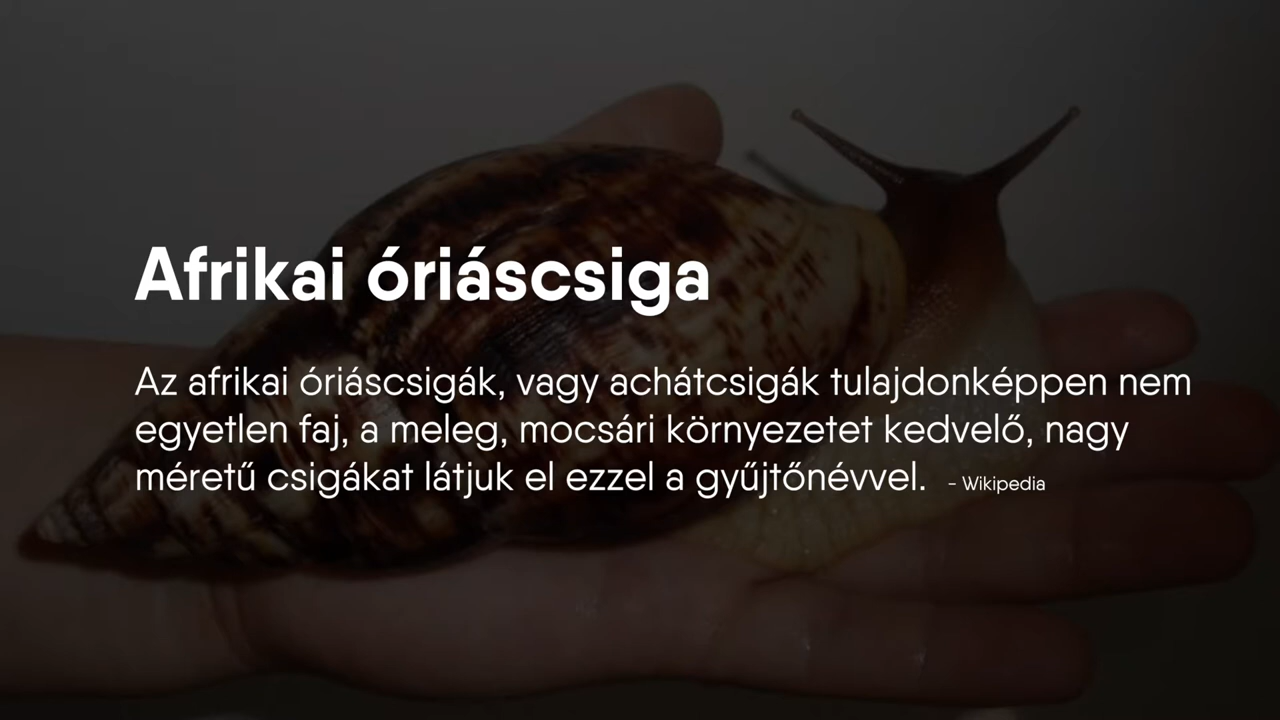 Afrikai óriáscsiga
Az afrikai óriáscsigák, vagy achátcsigák tulajdonképpen nem
egyetlen faj, a meleg, mocsári környezetet kedvelő, nagy
méretű csigákat látjuk el ezzel a gyűjtőnévvel. - Wikipedia